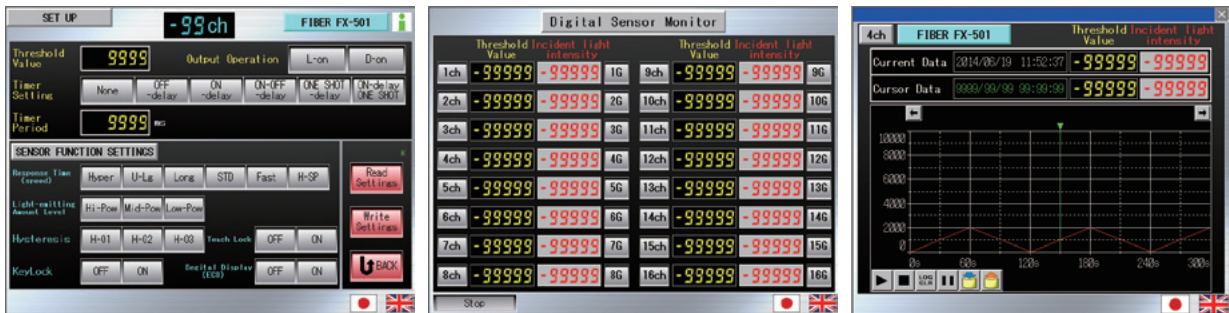 SET UP
-99ch
FIBER FX-501
i
Threshold
Value
9999
Output Operation
L-on
D-on
Timer
Setting
None
OFF
-delay
ON
-delay
ON-OFF
-delay
ONE SHOT
-delay
ON-delay
ONE SHOT
Timer
Period
9999 ms
SENSOR FUNCTION SETTINGS
Response Time
(speed)
Hyper
U-Lg
Long
STD
Fast
H-SP
Read
Settings
Light-emitting
Amount Level
Hi-Pow
Mid-Pow
Low-Pow
Write
Settings
Hysteresis
H-01
H-02
H-03
Teach Lock
OFF
ON
KeyLock
OFF
ON
Digital Display
(ECO)
OFF
ON
BACK
Digital Sensor Monitor
Threshold Incident light
Value intensity
Threshold Incident light
Value intensity
1ch -99999 -99999 1G 9ch -99999 -99999 9G
2ch -99999 -99999 2G 10ch -99999 -99999 10G
3ch -99999 -99999 3G 11ch -99999 -99999 11G
4ch -99999 -99999 4G 12ch -99999 -99999 12G
5ch -99999 -99999 5G 13ch -99999 -99999 13G
6ch -99999 -99999 6G 14ch -99999 -99999 14G
7ch -99999 -99999 7G 15ch -99999 -99999 15G
8ch -99999 -99999 8G 16ch -99999 -99999 16G
Stop
4ch
FIBER FX-501
Threshold Incident light
Value intensity
Current Data 2014/06/19 11:52:37 -99999 -99999
Cursor Data 9999/99/99 99:99:99 -99999 -99999
10000
8000
6000
4000
2000
0
0s 60s 120s 180s 240s 300s
LOG
CLR